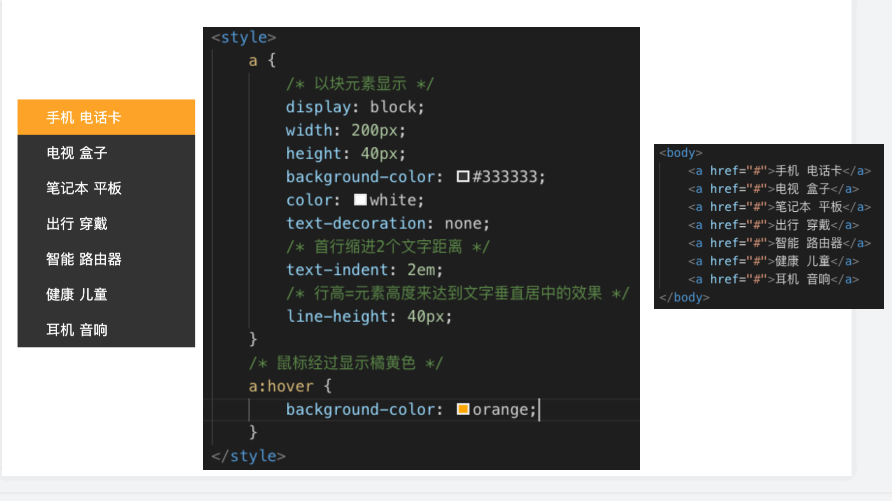 手机 电话卡
电视 盒子
笔记本 平板
出行 穿戴
智能 路由器
健康 儿童
耳机 音响
<style>
a {
/* 以块元素显示 */
display: block;
width: 200px;
height: 40px;
background-color: #333333;
color: white;
text-decoration: none;
/* 首行缩进2个文字距离 */
text-indent: 2em;
/* 行高=元素高度来达到文字垂直居中的效果 */
line-height: 40px;
}
/* 鼠标经过显示橘黄色 */
a:hover {
background-color: orange;
}
</style>
<body>
<a href="#">手机 电话卡</a>
<a href="#">电视 盒子</a>
<a href="#">笔记本 平板</a>
<a href="#">出行 穿戴</a>
<a href="#">智能 路由器</a>
<a href="#">健康 儿童</a>
<a href="#">耳机 音响</a>
</body>